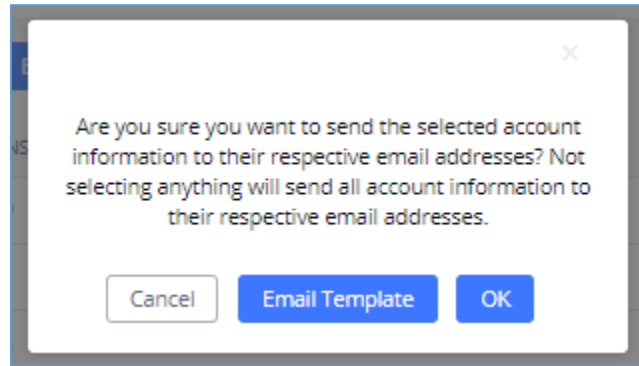 Are you sure you want to send the selected account
information to their respective email addresses? Not
selecting anything will send all account information to
their respective email addresses.
Cancel
Email Template
OK